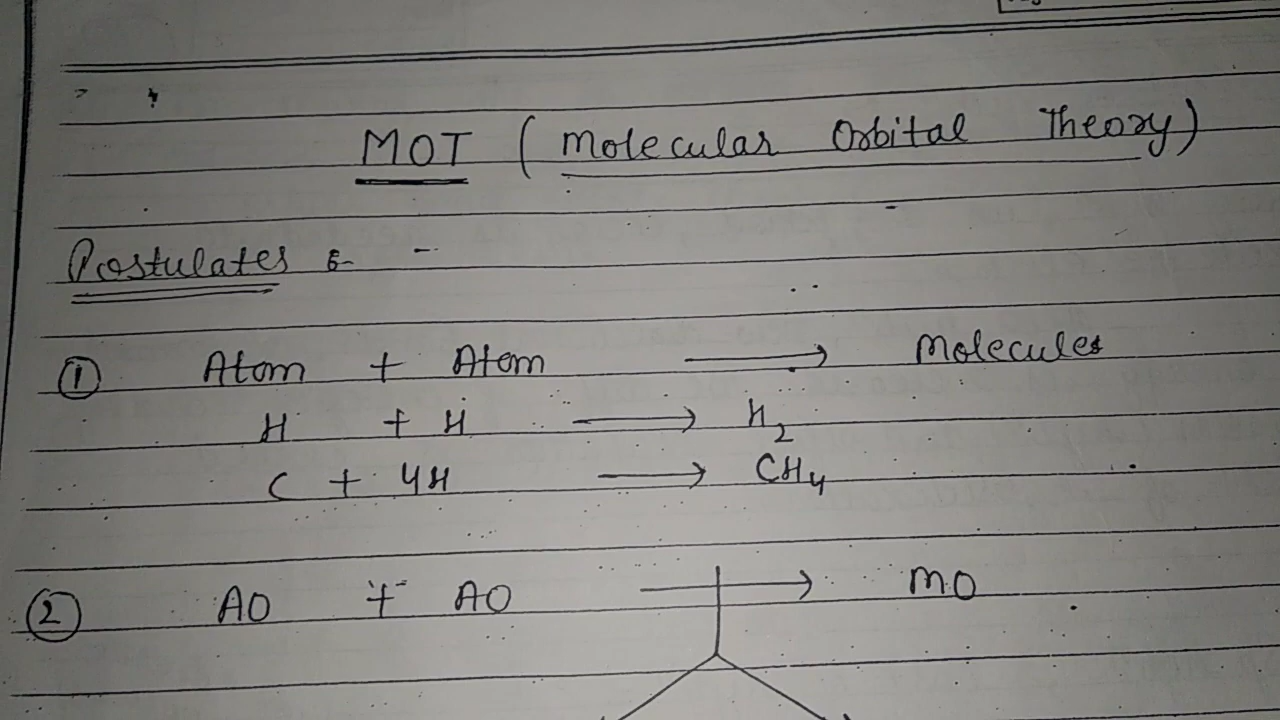 MOT (Molecular Orbital Theory)
Postulates :-
① Atom + Atom ⟶ Molecules
H + H ⟶ H₂
C + 4H ⟶ CH₄
② AO + AO ⟶ MO